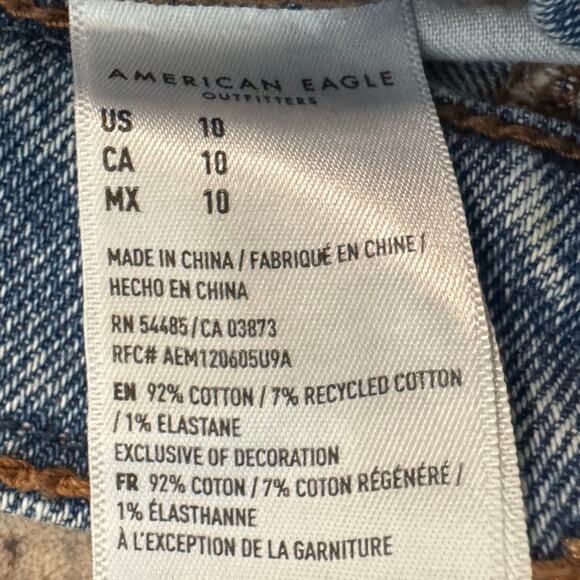 AMERICAN EAGLE
OUTFITTERS
US 10
CA 10
MX 10
MADE IN CHINA / FABRIQUÉ EN CHINE /
HECHO EN CHINA
RN 54485 / CA 03873
RFC# AEM120605U9A
EN 92% COTTON / 7% RECYCLED COTTON
/ 1% ELASTANE
EXCLUSIVE OF DECORATION
FR 92% COTON / 7% COTON RÉGÉNÉRÉ /
1% ÉLASTHANNE
À L'EXCEPTION DE LA GARNITURE